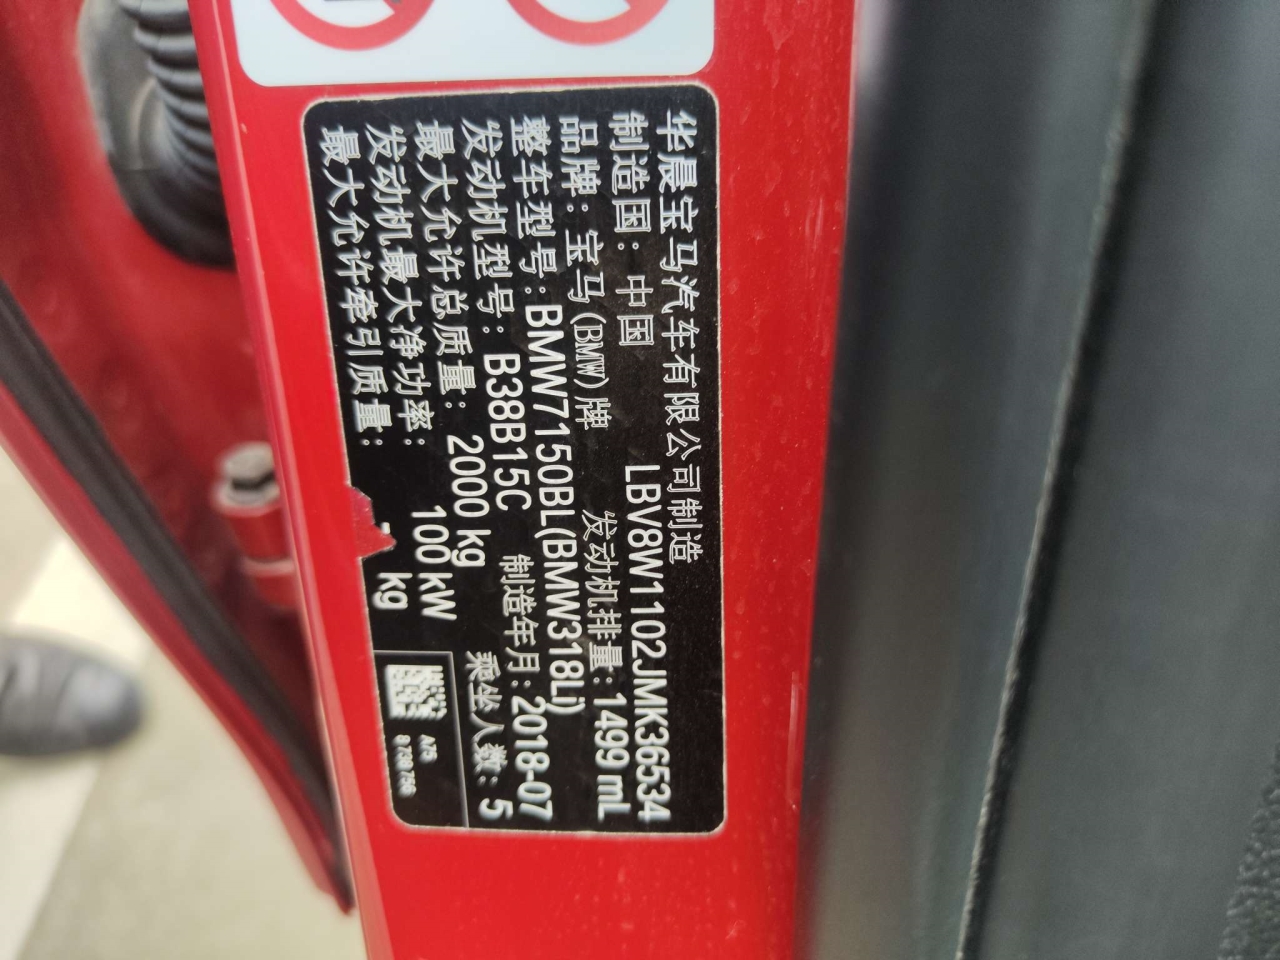 华晨宝马汽车有限公司制造
制造国：中国 LBV8W1102JMK36534
品牌：宝马(BMW)牌 发动机排量：1499 mL
整车型号：BMW7150BL(BMW318Li)
发动机型号：B38B15C 制造年月：2018-07
最大允许总质量：2000 kg 乘坐人数：5
发动机最大净功率：100 kW
最大允许牵引质量： kg
A75
8 739 756